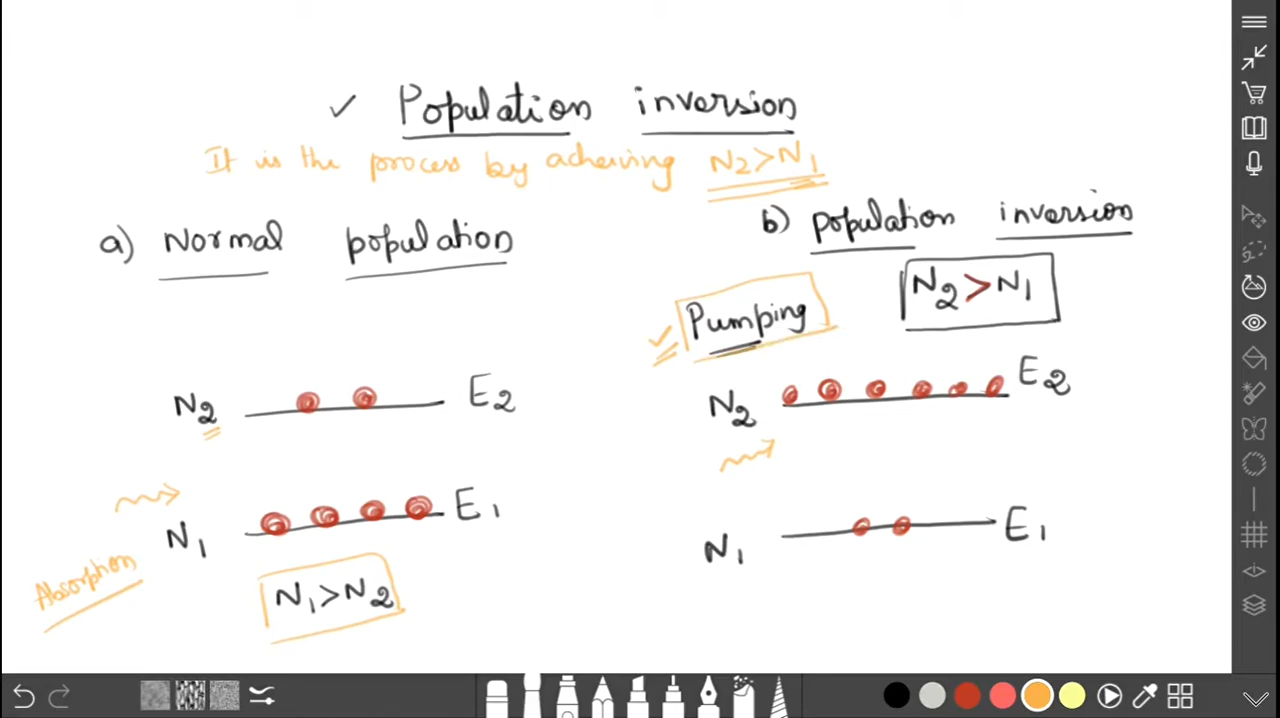 ✓ Population inversion
It is the process by acheiving N2>N1
a) Normal population
N2 E2
N1 E1
Absorption
N1>N2
b) population inversion
N2>N1
Pumping
N2 E2
N1 E1